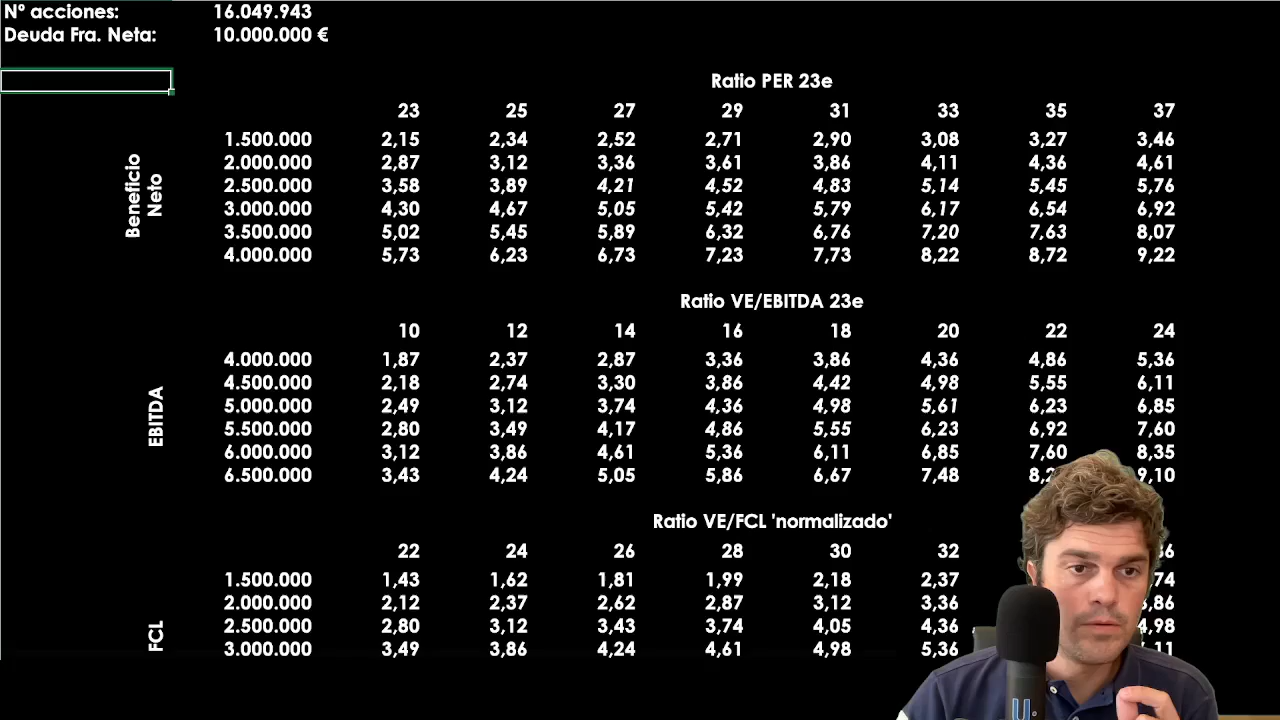 Nº acciones: 16.049.943
Deuda Fra. Neta: 10.000.000 €
Ratio PER 23e
23 25 27 29 31 33 35 37
Beneficio Neto
1.500.000 2,15 2,34 2,52 2,71 2,90 3,08 3,27 3,46
2.000.000 2,87 3,12 3,36 3,61 3,86 4,11 4,36 4,61
2.500.000 3,58 3,89 4,21 4,52 4,83 5,14 5,45 5,76
3.000.000 4,30 4,67 5,05 5,42 5,79 6,17 6,54 6,92
3.500.000 5,02 5,45 5,89 6,32 6,76 7,20 7,63 8,07
4.000.000 5,73 6,23 6,73 7,23 7,73 8,22 8,72 9,22
Ratio VE/EBITDA 23e
10 12 14 16 18 20 22 24
EBITDA
4.000.000 1,87 2,37 2,87 3,36 3,86 4,36 4,86 5,36
4.500.000 2,18 2,74 3,30 3,86 4,42 4,98 5,55 6,11
5.000.000 2,49 3,12 3,74 4,36 4,98 5,61 6,23 6,85
5.500.000 2,80 3,49 4,17 4,86 5,55 6,23 6,92 7,60
6.000.000 3,12 3,86 4,61 5,36 6,11 6,85 7,60 8,35
6.500.000 3,43 4,24 5,05 5,86 6,67 7,48 9,10
Ratio VE/FCL 'normalizado'
22 24 26 28 30 32
FCL
1.500.000 1,43 1,62 1,81 1,99 2,18 2,37
2.000.000 2,12 2,37 2,62 2,87 3,12 3,36
2.500.000 2,80 3,12 3,43 3,74 4,05 4,36 4,98
3.000.000 3,49 3,86 4,24 4,61 4,98 5,36